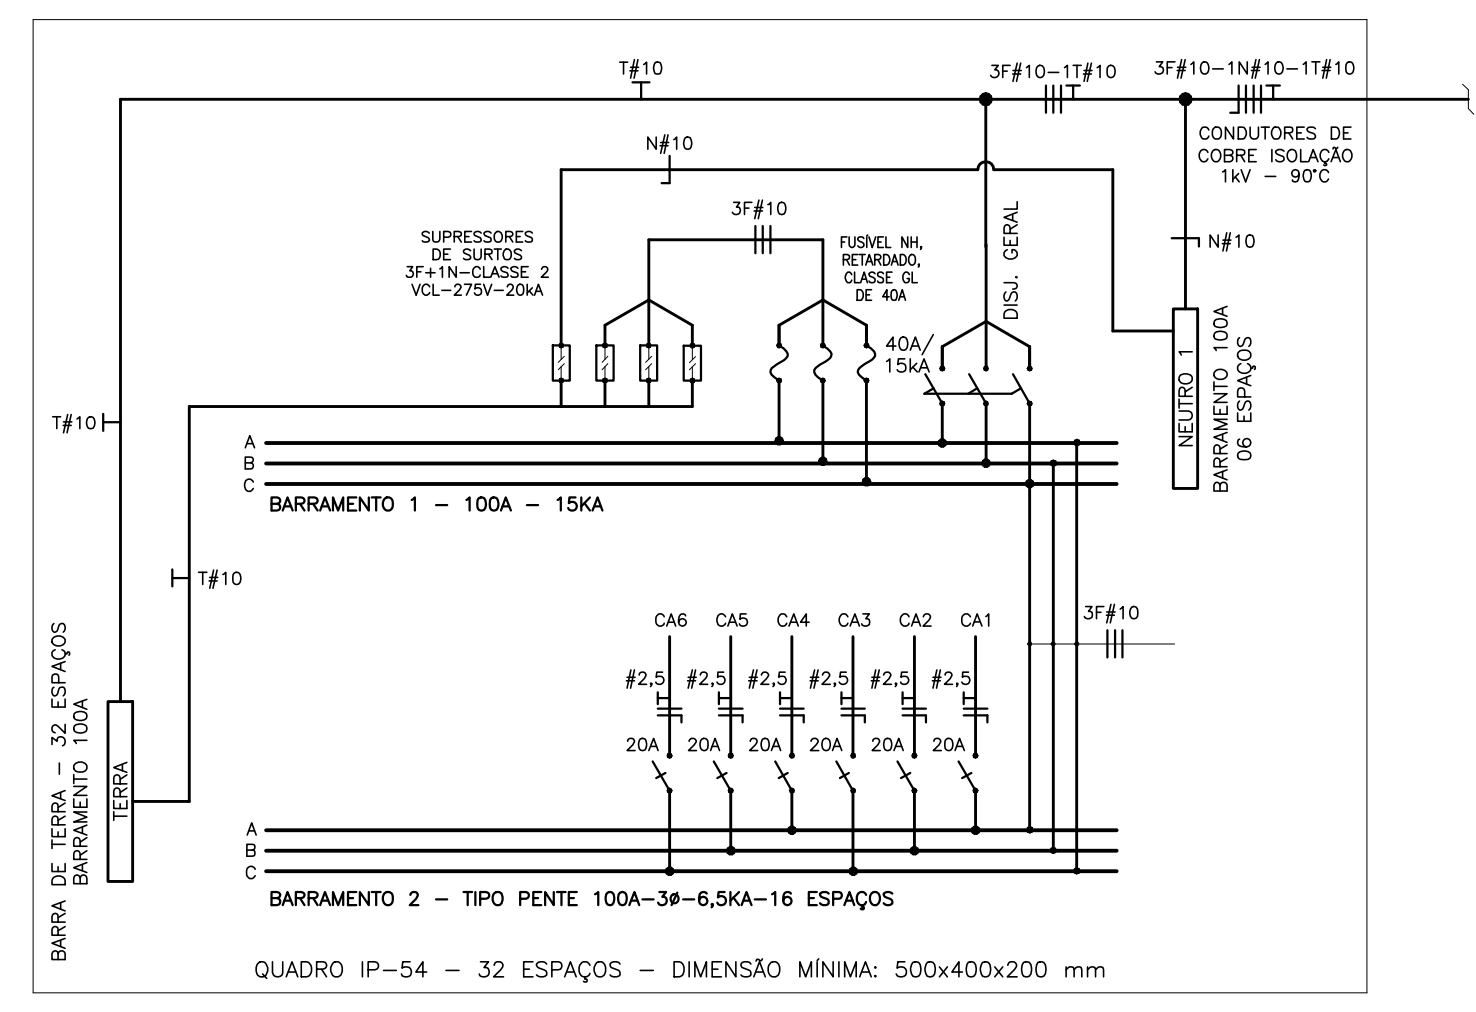 T#10
3F#10-1T#10
3F#10-1N#10-1T#10
CONDUTORES DE
COBRE ISOLAÇÃO
1kV - 90°C
N#10
3F#10
SUPRESSORES
DE SURTOS
3F+1N-CLASSE 2
VCL-275V-20kA
FUSÍVEL NH,
RETARDADO,
CLASSE GL
DE 40A
DISJ. GERAL
40A/
15kA
N#10
NEUTRO 1
BARRAMENTO 100A
06 ESPAÇOS
T#10
A
B
C
BARRAMENTO 1 - 100A - 15KA
T#10
3F#10
CA6
CA5
CA4
CA3
CA2
CA1
#2,5
#2,5
#2,5
#2,5
#2,5
#2,5
20A
20A
20A
20A
20A
20A
BARRA DE TERRA - 32 ESPAÇOS
BARRAMENTO 100A
TERRA
A
B
C
BARRAMENTO 2 - TIPO PENTE 100A-3ø-6,5KA-16 ESPAÇOS
QUADRO IP-54 - 32 ESPAÇOS - DIMENSÃO MÍNIMA: 500x400x200 mm